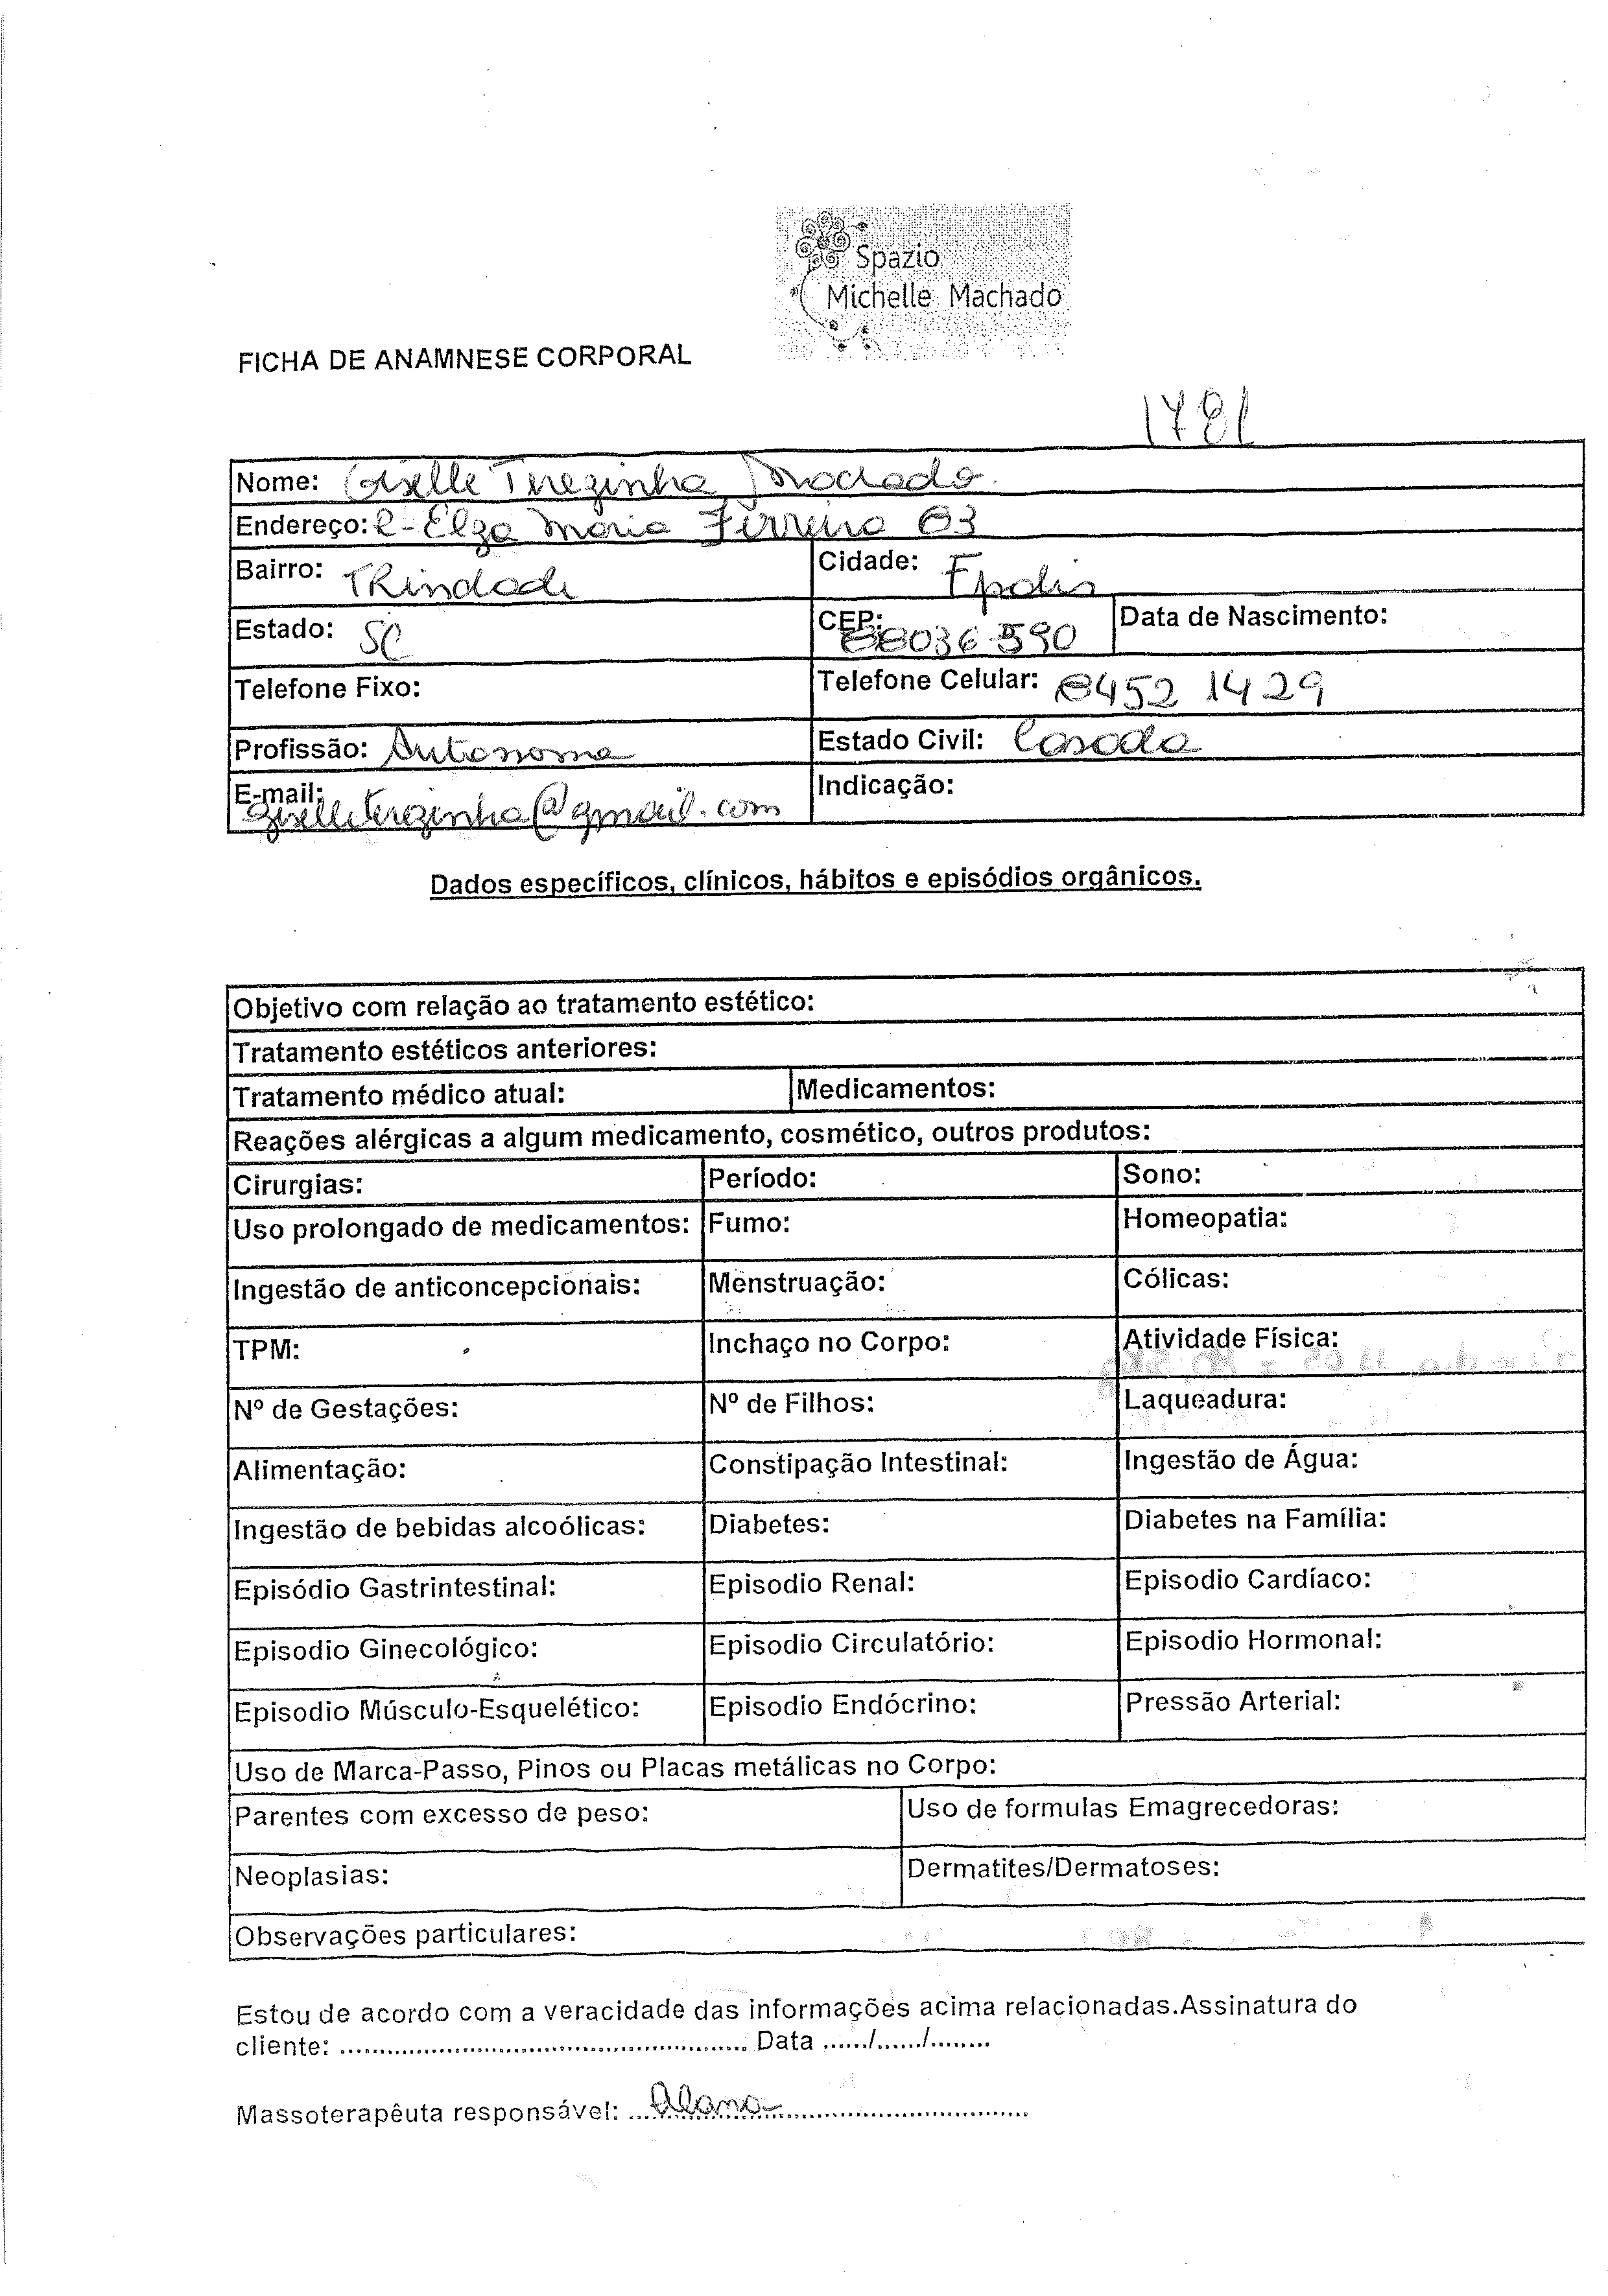 Spazio
Michelle Machado
FICHA DE ANAMNESE CORPORAL
1781
Nome: Giselle Terezinha Machado
Endereço: R- Elza Maria Ferreira 03
Bairro: Trindade Cidade: Fpolis
Estado: SC CEP: 88036 590 Data de Nascimento:
Telefone Fixo: Telefone Celular: 8452 1429
Profissão: Autonoma Estado Civil: Casada
E-mail: giselleterezinha@gmail.com Indicação:
Dados específicos, clínicos, hábitos e episódios orgânicos.
Objetivo com relação ao tratamento estético:
Tratamento estéticos anteriores:
Tratamento médico atual: Medicamentos:
Reações alérgicas a algum medicamento, cosmético, outros produtos:
Cirurgias: Período: Sono:
Uso prolongado de medicamentos: Fumo: Homeopatia:
Ingestão de anticoncepcionais: Menstruação: Cólicas:
TPM: Inchaço no Corpo: Atividade Física:
Nº de Gestações: Nº de Filhos: Laqueadura:
Alimentação: Constipação Intestinal: Ingestão de Água:
Ingestão de bebidas alcoólicas: Diabetes: Diabetes na Família:
Episódio Gastrintestinal: Episodio Renal: Episodio Cardíaco:
Episodio Ginecológico: Episodio Circulatório: Episodio Hormonal:
Episodio Músculo-Esquelético: Episodio Endócrino: Pressão Arterial:
Uso de Marca-Passo, Pinos ou Placas metálicas no Corpo:
Parentes com excesso de peso: Uso de formulas Emagrecedoras:
Neoplasias: Dermatites/Dermatoses:
Observações particulares:
Estou de acordo com a veracidade das informações acima relacionadas.Assinatura do
cliente: ................................................ Data ....../....../........
Massoterapêuta responsável: ...Alana...............................